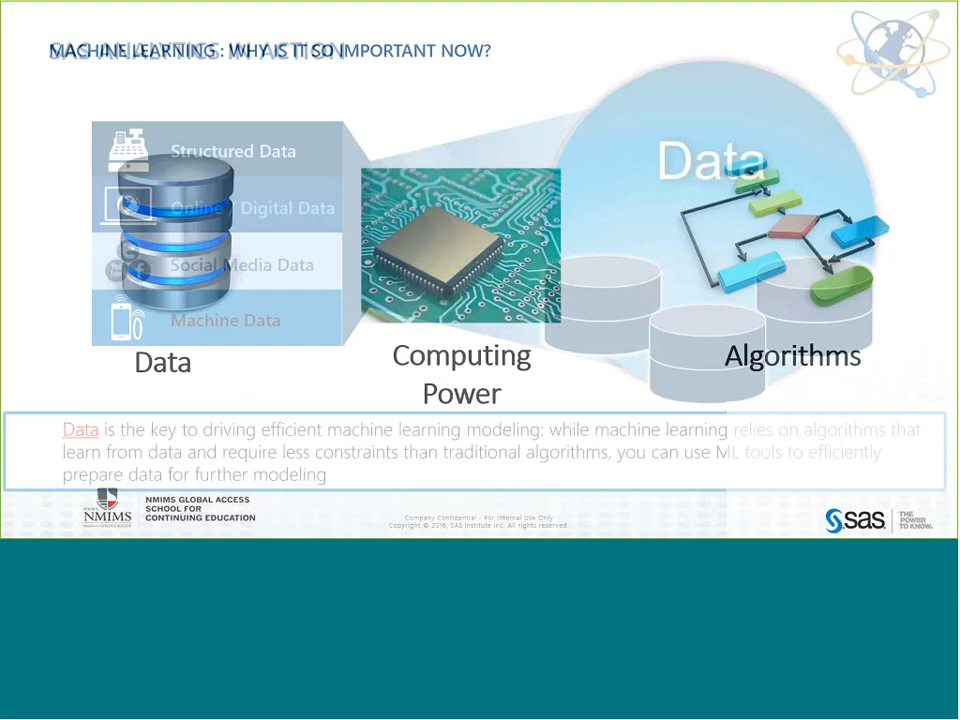 MACHINE LEARNING : WHY IS IT SO IMPORTANT NOW?
SAS ANALYTICS IN ACTION
Structured Data
Online / Digital Data
Social Media Data
Machine Data
Data
Data
Computing
Power
Algorithms
Data is the key to driving efficient machine learning modeling: while machine learning relies on algorithms that
learn from data and require less constraints than traditional algorithms, you can use ML tools to efficiently
prepare data for further modeling
NMIMS
NMIMS GLOBAL ACCESS
SCHOOL FOR
CONTINUING EDUCATION
Company Confidential - For Internal Use Only
Copyright © 2016, SAS Institute Inc. All rights reserved.
sas
THE
POWER
TO KNOW.